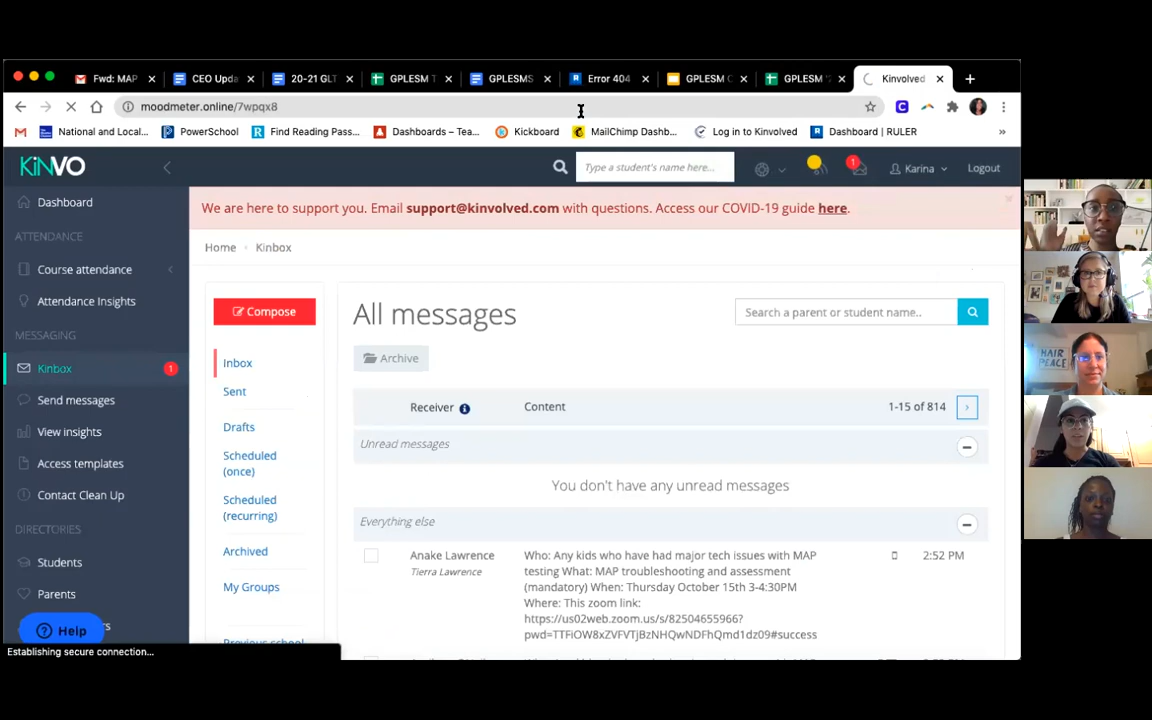 Fwd: MAP
CEO Upda
20-21 GLT
GPLESM T
GPLESMS
Error 404
GPLESM C
GPLESM '2
Kinvolved
moodmeter.online/7wpqx8
National and Local...
PowerSchool
Find Reading Pass...
Dashboards – Tea...
Kickboard
MailChimp Dashb...
Log in to Kinvolved
Dashboard | RULER
KiNVO
Type a student's name here...
1
Karina
Logout
Dashboard
We are here to support you. Email support@kinvolved.com with questions. Access our COVID-19 guide here.
ATTENDANCE
Home
Kinbox
Course attendance
Attendance Insights
MESSAGING
Kinbox
1
Send messages
View insights
Access templates
Contact Clean Up
DIRECTORIES
Students
Parents
Help
Compose
Inbox
Sent
Drafts
Scheduled
(once)
Scheduled
(recurring)
Archived
My Groups
Previous school
All messages
Search a parent or student name..
Archive
Receiver
Content
1-15 of 814
Unread messages
You don't have any unread messages
Everything else
Anake Lawrence
Tierra Lawrence
Who: Any kids who have had major tech issues with MAP
testing What: MAP troubleshooting and assessment
(mandatory) When: Thursday October 15th 3-4:30PM
Where: This zoom link:
https://us02web.zoom.us/s/82504655966?
pwd=TTFiOW8xZVFVTjBzNHQwNDFhQmd1dz09#success
2:52 PM
Establishing secure connection...
HAIR
PEACE